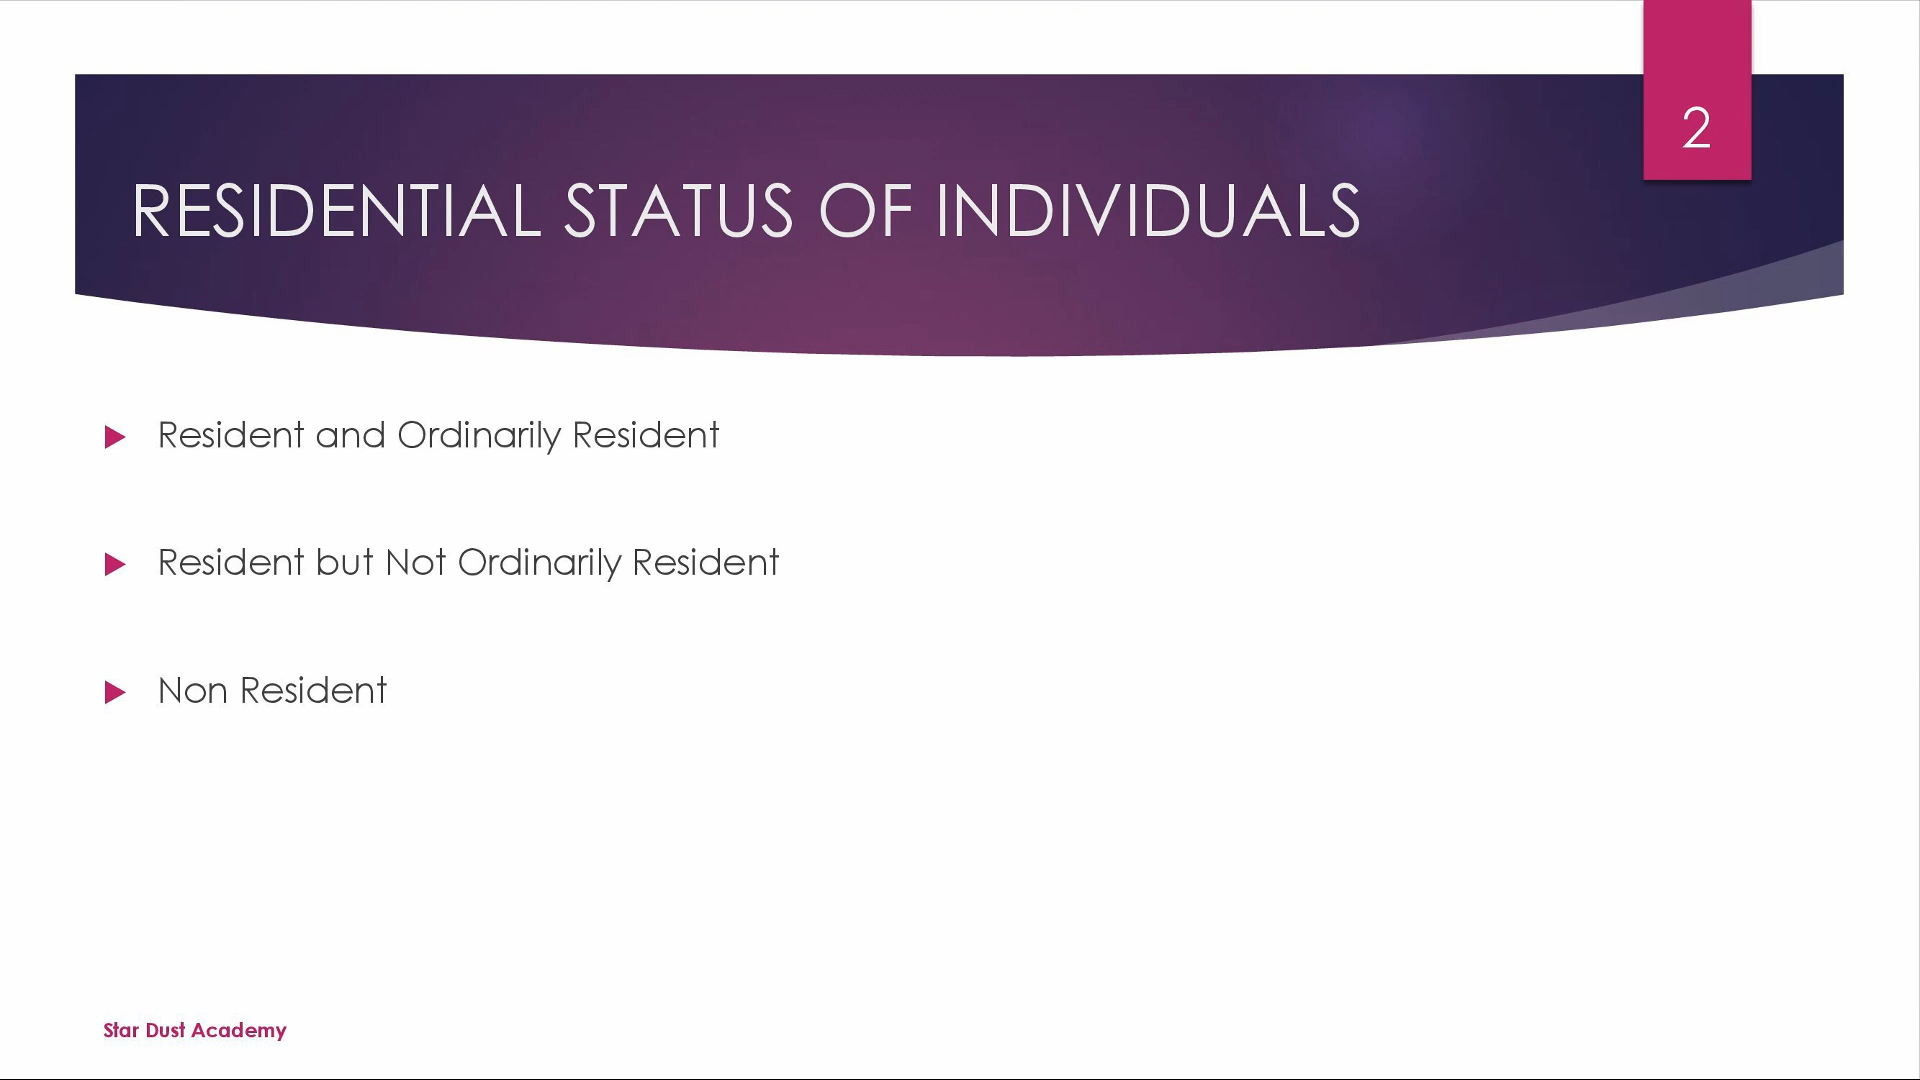 2
RESIDENTIAL STATUS OF INDIVIDUALS
Resident and Ordinarily Resident
Resident but Not Ordinarily Resident
Non Resident
Star Dust Academy